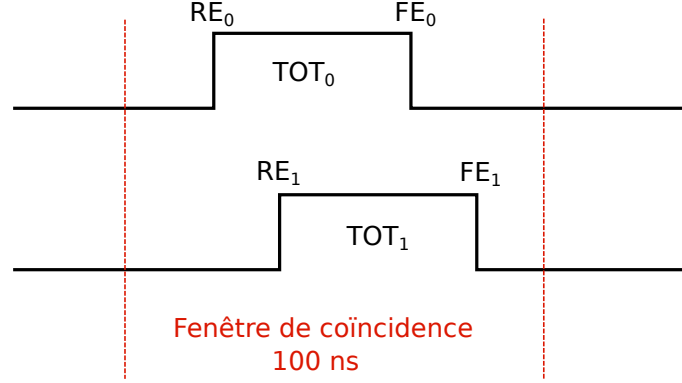 RE₀ FE₀
TOT₀
RE₁ FE₁
TOT₁
Fenêtre de coïncidence
100 ns